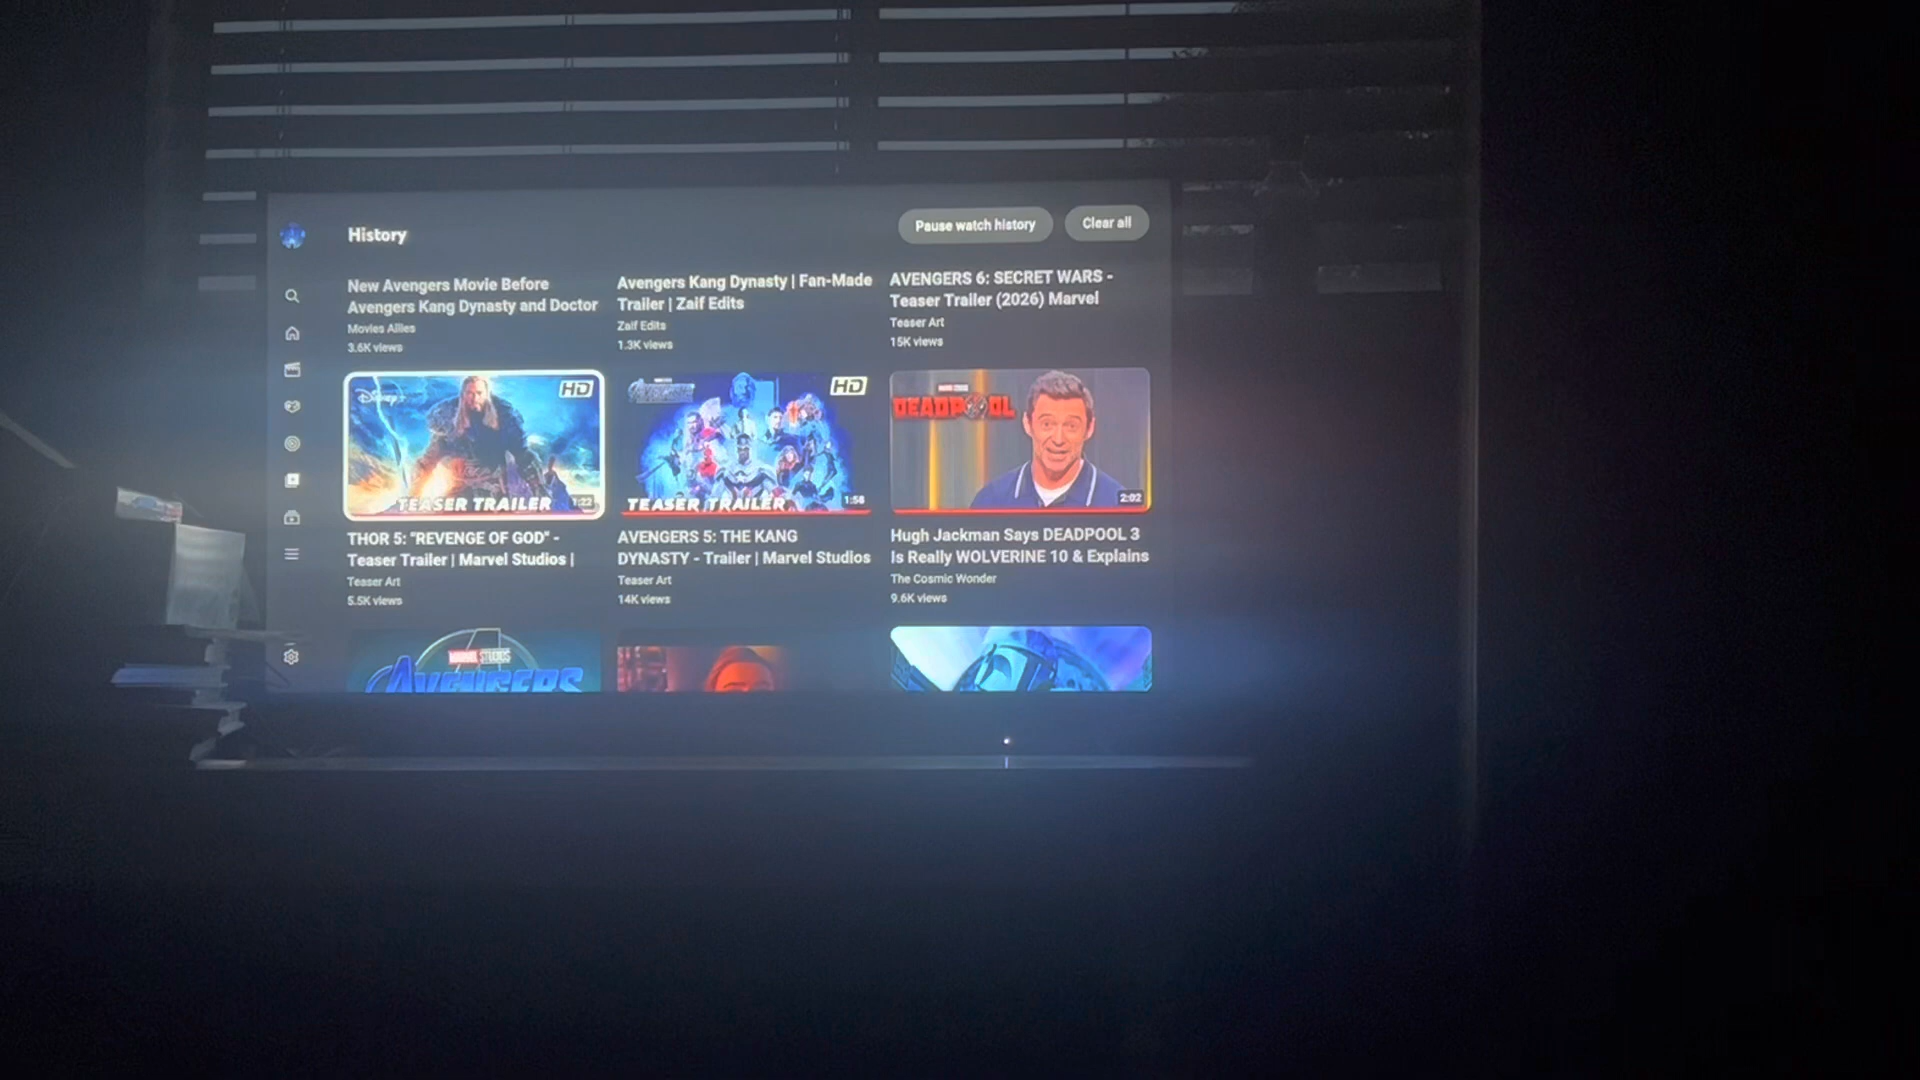 History
Pause watch history
Clear all
New Avengers Movie Before
Avengers Kang Dynasty and Doctor
Movies Allies
3.6K views
Avengers Kang Dynasty | Fan-Made
Trailer | Zaif Edits
Zaif Edits
1.3K views
AVENGERS 6: SECRET WARS -
Teaser Trailer (2026) Marvel
Teaser Art
15K views
Disney+
HD
TEASER TRAILER
1:22
AVENGERS
HD
TEASER TRAILER
1:58
DEADPOOL
2:02
THOR 5: "REVENGE OF GOD" -
Teaser Trailer | Marvel Studios |
Teaser Art
5.5K views
AVENGERS 5: THE KANG
DYNASTY - Trailer | Marvel Studios
Teaser Art
14K views
Hugh Jackman Says DEADPOOL 3
Is Really WOLVERINE 10 & Explains
The Cosmic Wonder
9.6K views
MARVEL STUDIOS
AVENGERS